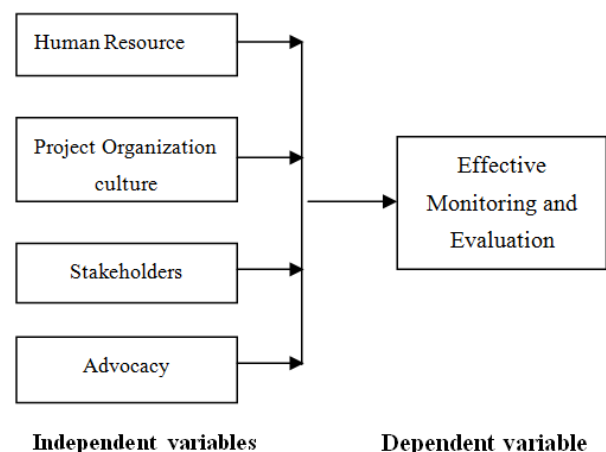 Human Resource
Project Organization
culture
Stakeholders
Advocacy
Effective
Monitoring and
Evaluation
Independent variables
Dependent variable